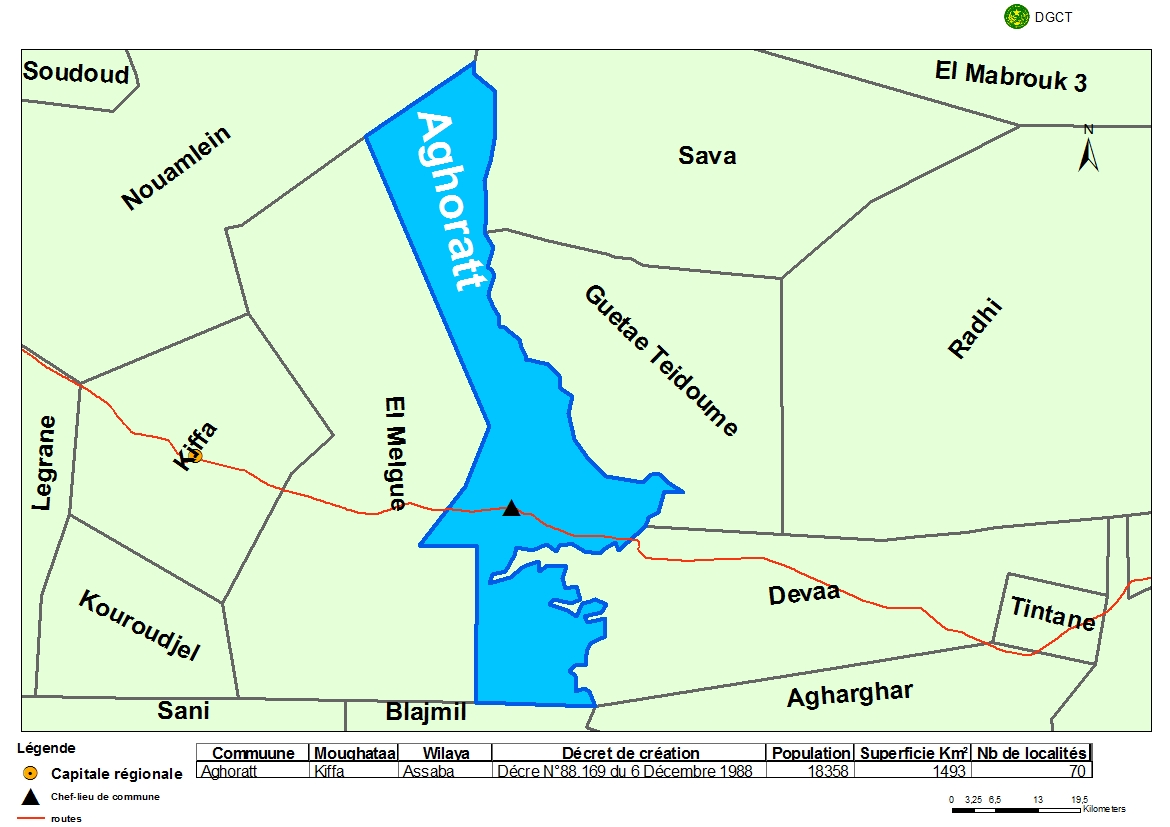 DGCT
Soudoud
El Mabrouk 3
N
Aghoratt
Nouamlein
Sava
Guetae Teidoume
Radhi
Legrane
Kiffa
El Melgue
Kouroudjel
Devaa
Tintane
Sani
Blajmil
Agharghar
Légende
Capitale régionale
Chef-lieu de commune
routes
Commuune Moughataa Wilaya Décret de création Population Superficie Km² Nb de localités
Aghoratt Kiffa Assaba Décre N°88.169 du 6 Décembre 1988 18358 1493 70
0 3,25 6,5 13 19,5
Kilometers